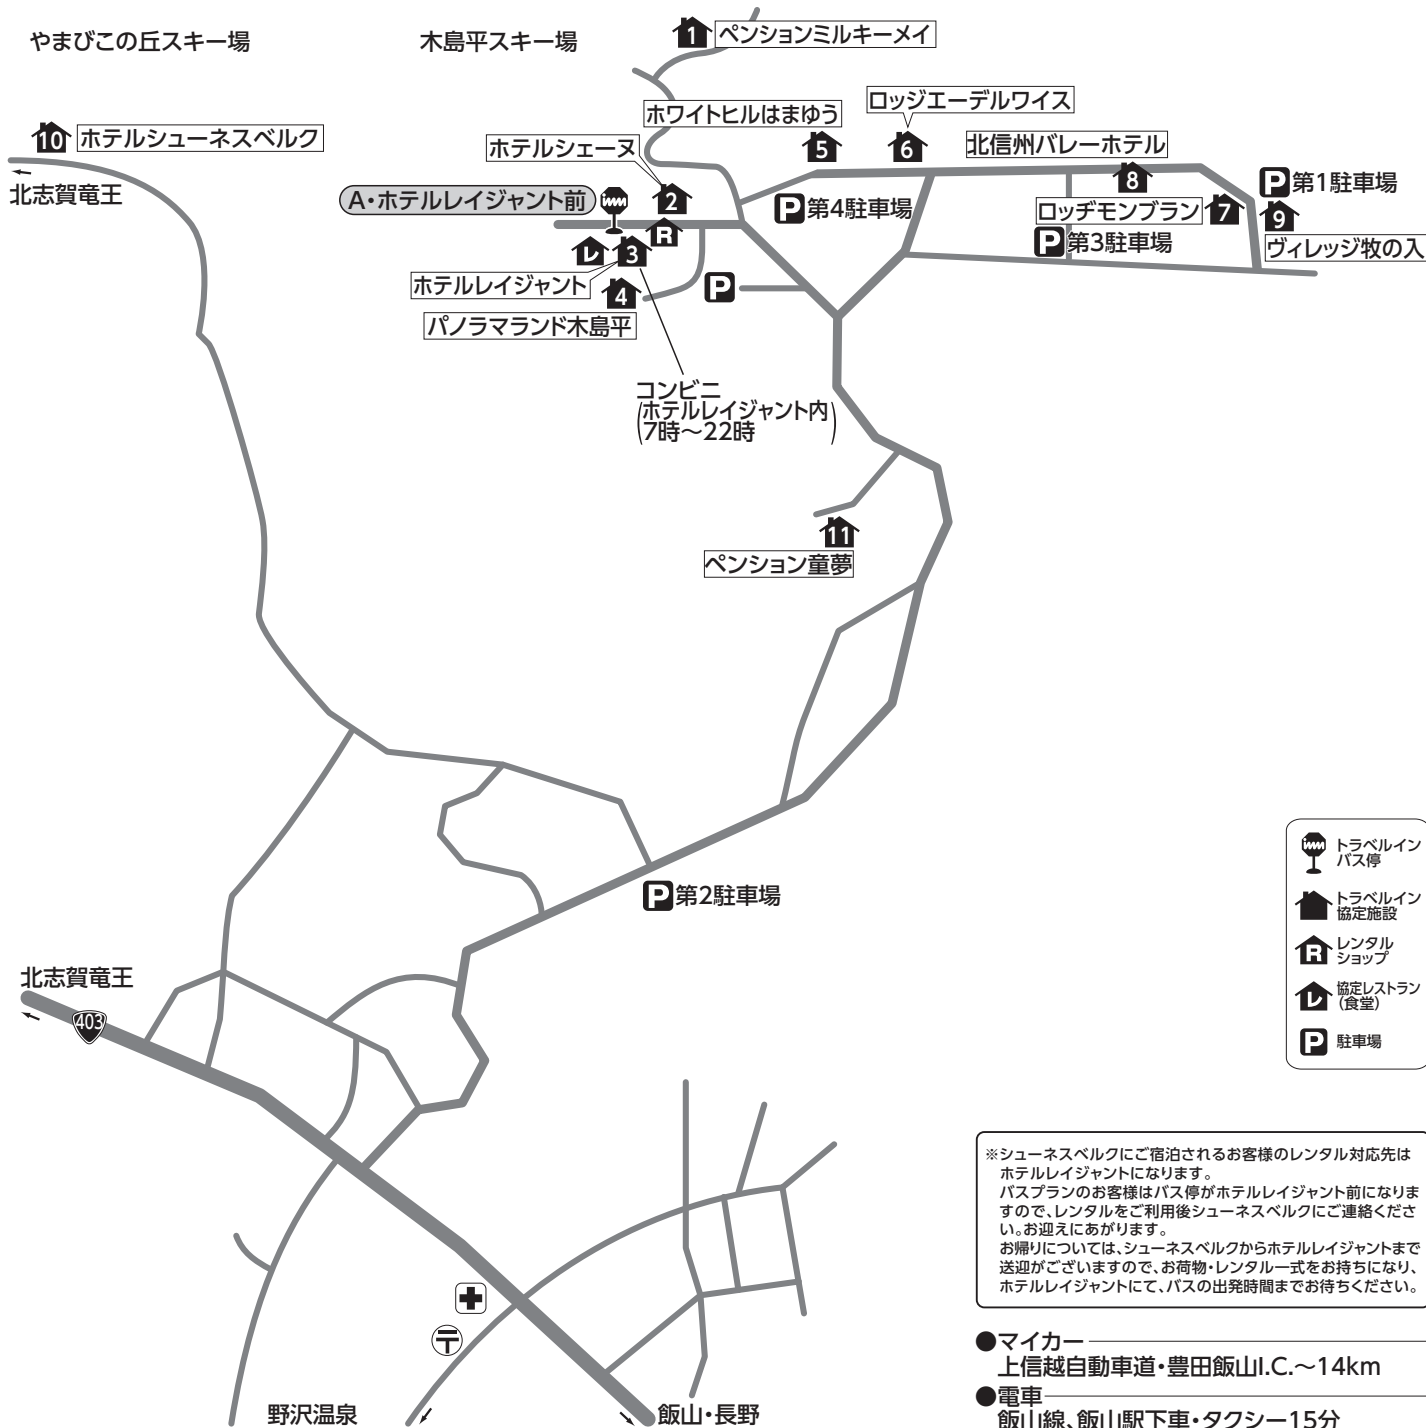 やまびこの丘スキー場
木島平スキー場
1 ペンションミルキーメイ
ホワイトヒルはまゆう
5
ロッジエーデルワイス
6
10 ホテルシューネスベルク
ホテルシェーヌ
2
北信州バレーホテル
8
北志賀竜王
A・ホテルレイジャント前
P 第4駐車場
P 第1駐車場
ロッヂモンブラン 7
9
R
P 第3駐車場
ヴィレッジ牧の入
レ
3
ホテルレイジャント
4
P
パノラマランド木島平
コンビニ
(ホテルレイジャント内
7時～22時)
11
ペンション童夢
P 第2駐車場
北志賀竜王
403
トラベルイン
バス停
トラベルイン
協定施設
R レンタル
ショップ
レ 協定レストラン
(食堂)
P 駐車場
※シューネスベルクにご宿泊されるお客様のレンタル対応先は
ホテルレイジャントになります。
バスプランのお客様はバス停がホテルレイジャント前になりま
すので、レンタルをご利用後シューネスベルクにご連絡くださ
い。お迎えにあがります。
お帰りについては、シューネスベルクからホテルレイジャントまで
送迎がございますので、お荷物・レンタル一式をお持ちになり、
ホテルレイジャントにて、バスの出発時間までお待ちください。
〒
野沢温泉
飯山・長野
●マイカー
上信越自動車道・豊田飯山I.C.～14km
●電車
飯山線、飯山駅下車・タクシー15分